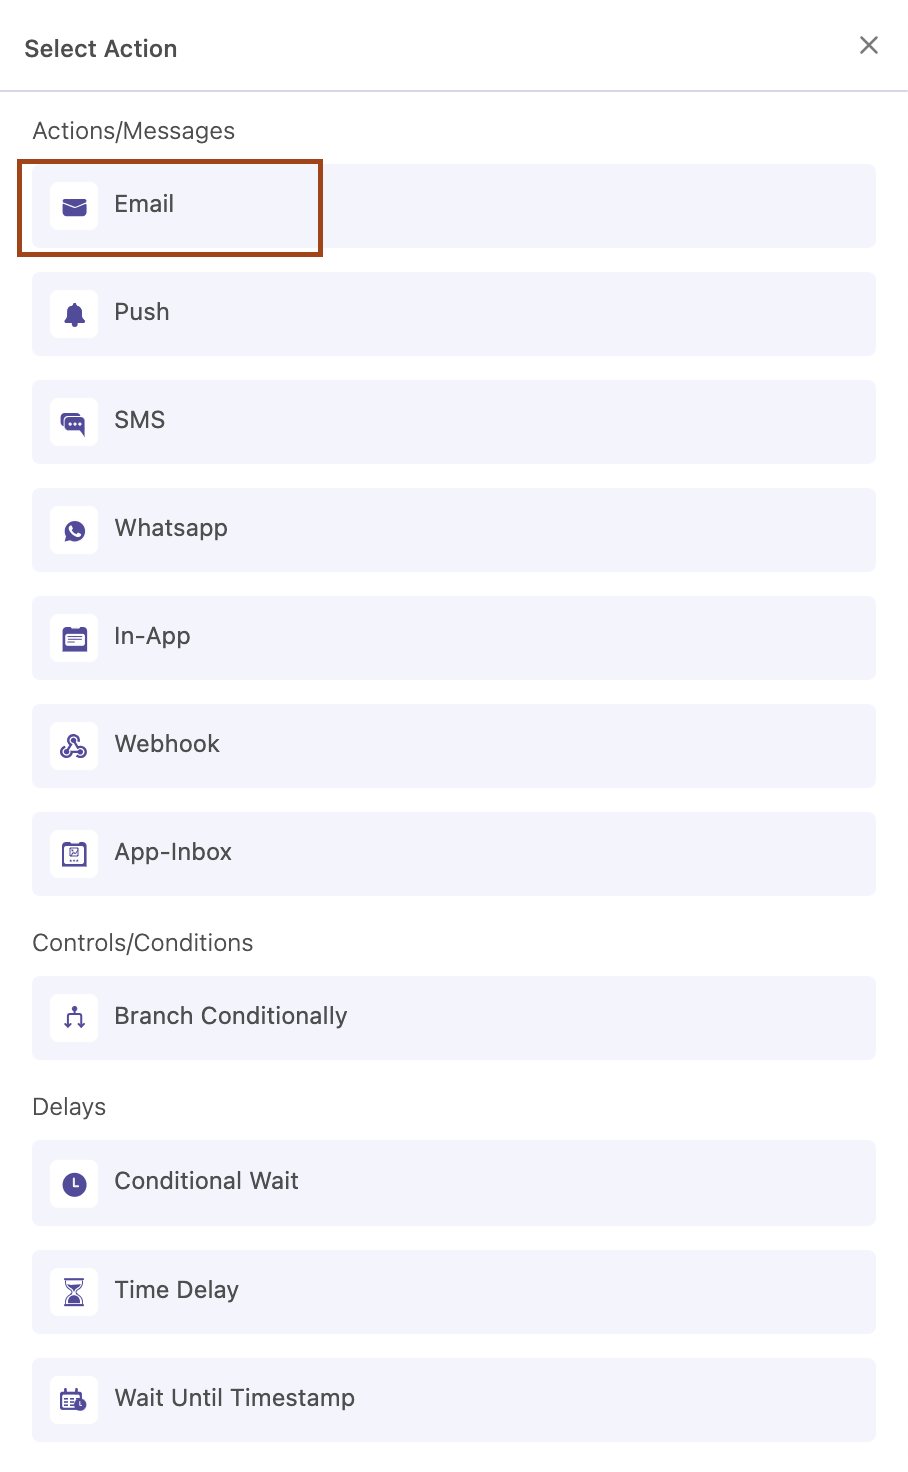 Select Action
Actions/Messages
Email
Push
SMS
Whatsapp
In-App
Webhook
App-Inbox
Controls/Conditions
Branch Conditionally
Delays
Conditional Wait
Time Delay
Wait Until Timestamp